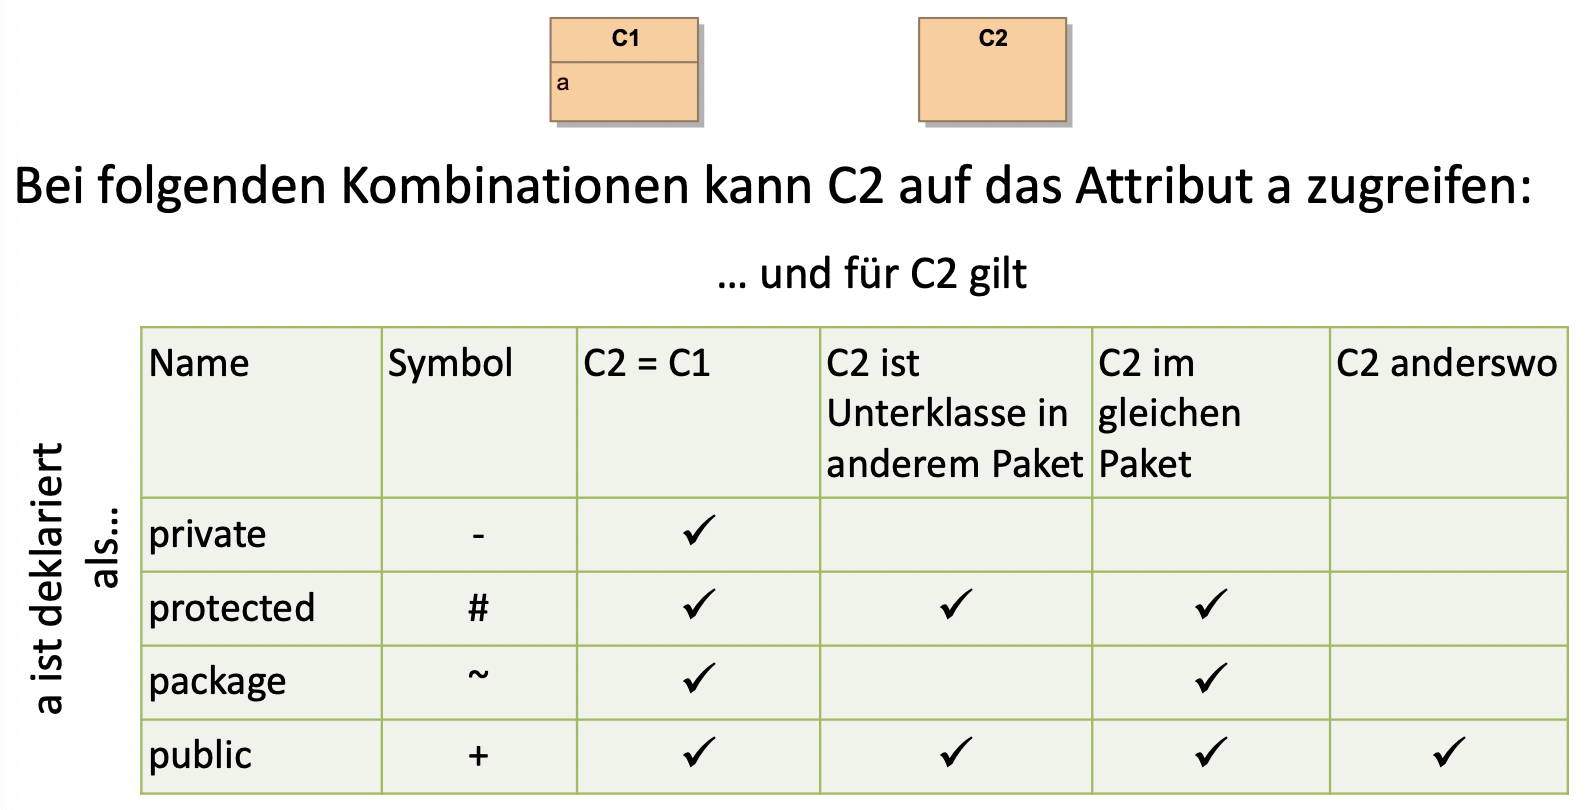 C1
C2
a
Bei folgenden Kombinationen kann C2 auf das Attribut a zugreifen:
... und für C2 gilt
a ist deklariert
als...
Name Symbol C2 = C1 C2 ist Unterklasse in anderem Paket C2 im gleichen Paket C2 anderswo
private - ✓
protected # ✓ ✓ ✓
package ~ ✓ ✓
public + ✓ ✓ ✓ ✓